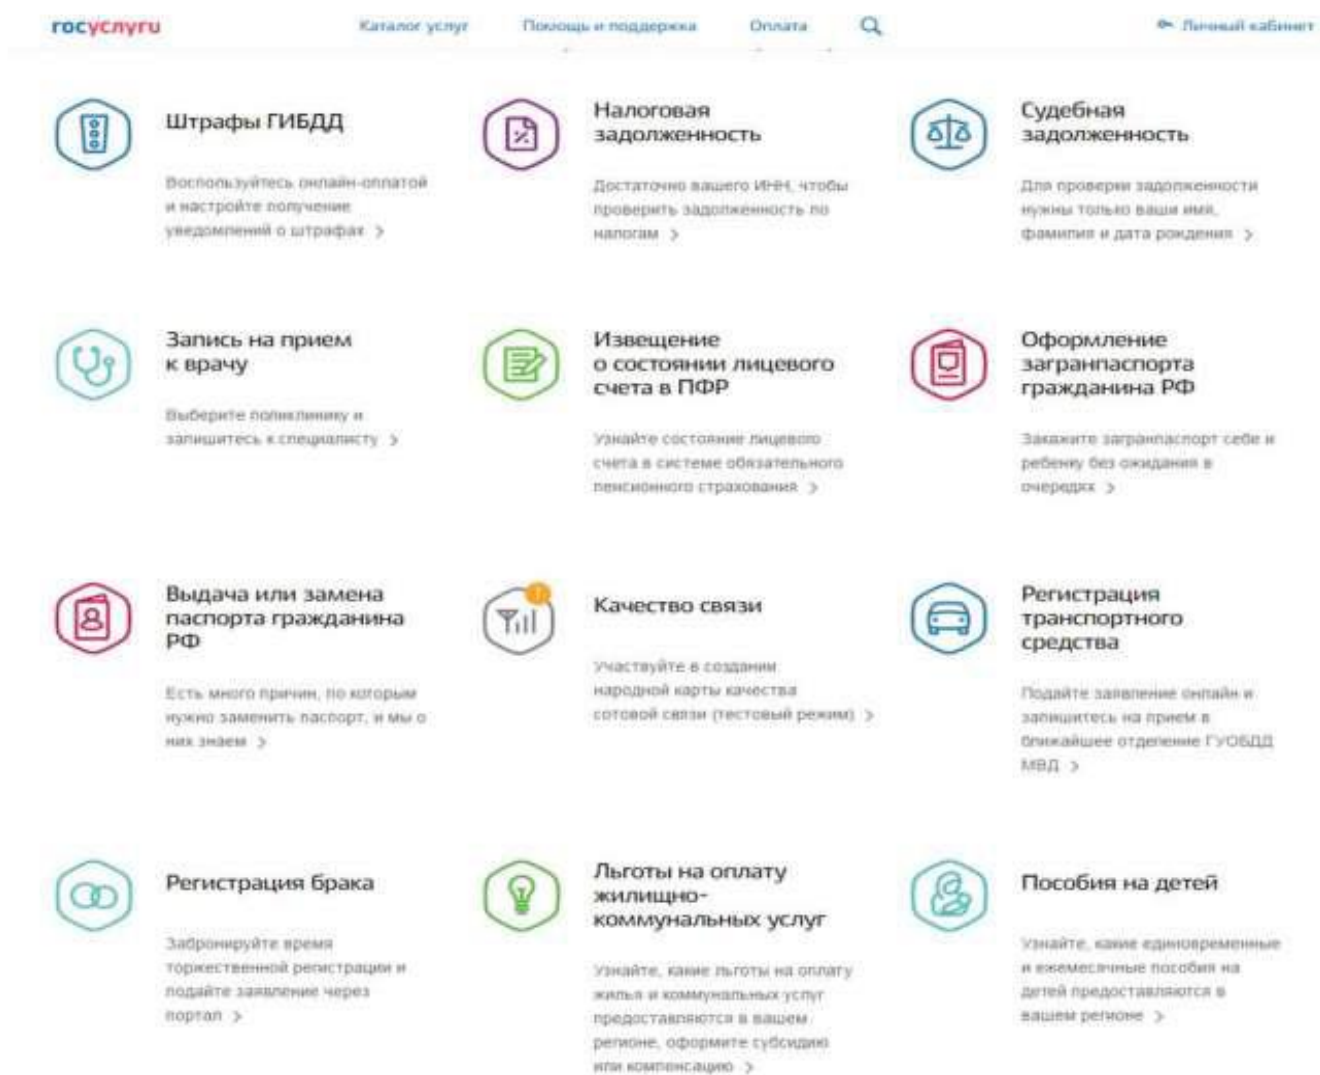 госуслуги
Каталог услуг
Помощь и поддержка
Оплата
Личный кабинет
Штрафы ГИБДД
Воспользуйтесь онлайн-оплатой
и настройте получение
уведомлений о штрафах >
Налоговая
задолженность
Достаточно вашего ИНН, чтобы
проверить задолженность по
налогам >
Судебная
задолженность
Для проверки задолженности
нужны только ваши имя,
фамилия и дата рождения >
Запись на прием
к врачу
Выберите поликлинику и
запишитесь к специалисту >
Извещение
о состоянии лицевого
счета в ПФР
Узнайте состояние лицевого
счета в системе обязательного
пенсионного страхования >
Оформление
загранпаспорта
гражданина РФ
Закажите загранпаспорт себе и
ребенку без ожидания в
очередях >
Выдача или замена
паспорта гражданина
РФ
Есть много причин, по которым
нужно заменить паспорт, и мы о
них знаем >
Качество связи
Участвуйте в создании
народной карты качества
сотовой связи (тестовый режим) >
Регистрация
транспортного
средства
Подайте заявление онлайн и
запишитесь на прием в
ближайшее отделение ГУОБДД
МВД >
Регистрация брака
Забронируйте время
торжественной регистрации и
подайте заявление через
портал >
Льготы на оплату
жилищно-
коммунальных услуг
Узнайте, какие льготы на оплату
жилья и коммунальных услуг
предоставляются в вашем
регионе, оформите субсидию
или компенсацию >
Пособия на детей
Узнайте, какие единовременные
и ежемесячные пособия на
детей предоставляются в
вашем регионе >